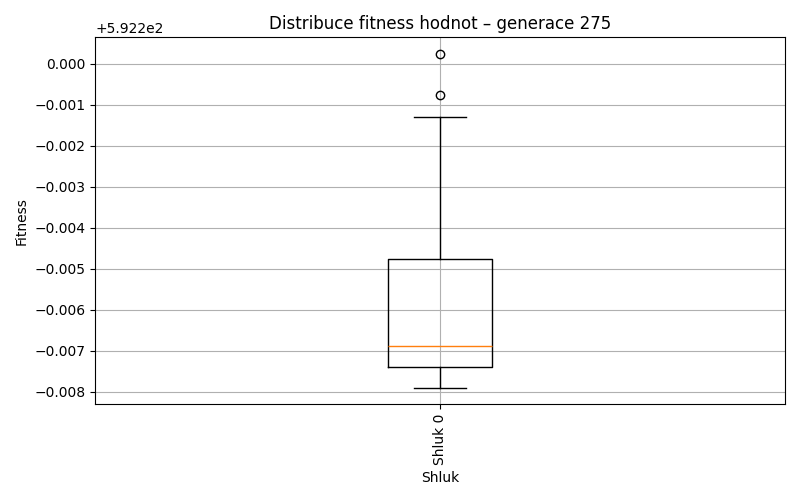 Distribuce fitness hodnot – generace 275
+5.922e2
0.000
−0.001
−0.002
−0.003
−0.004
−0.005
−0.006
−0.007
−0.008
Fitness
Shluk 0
Shluk